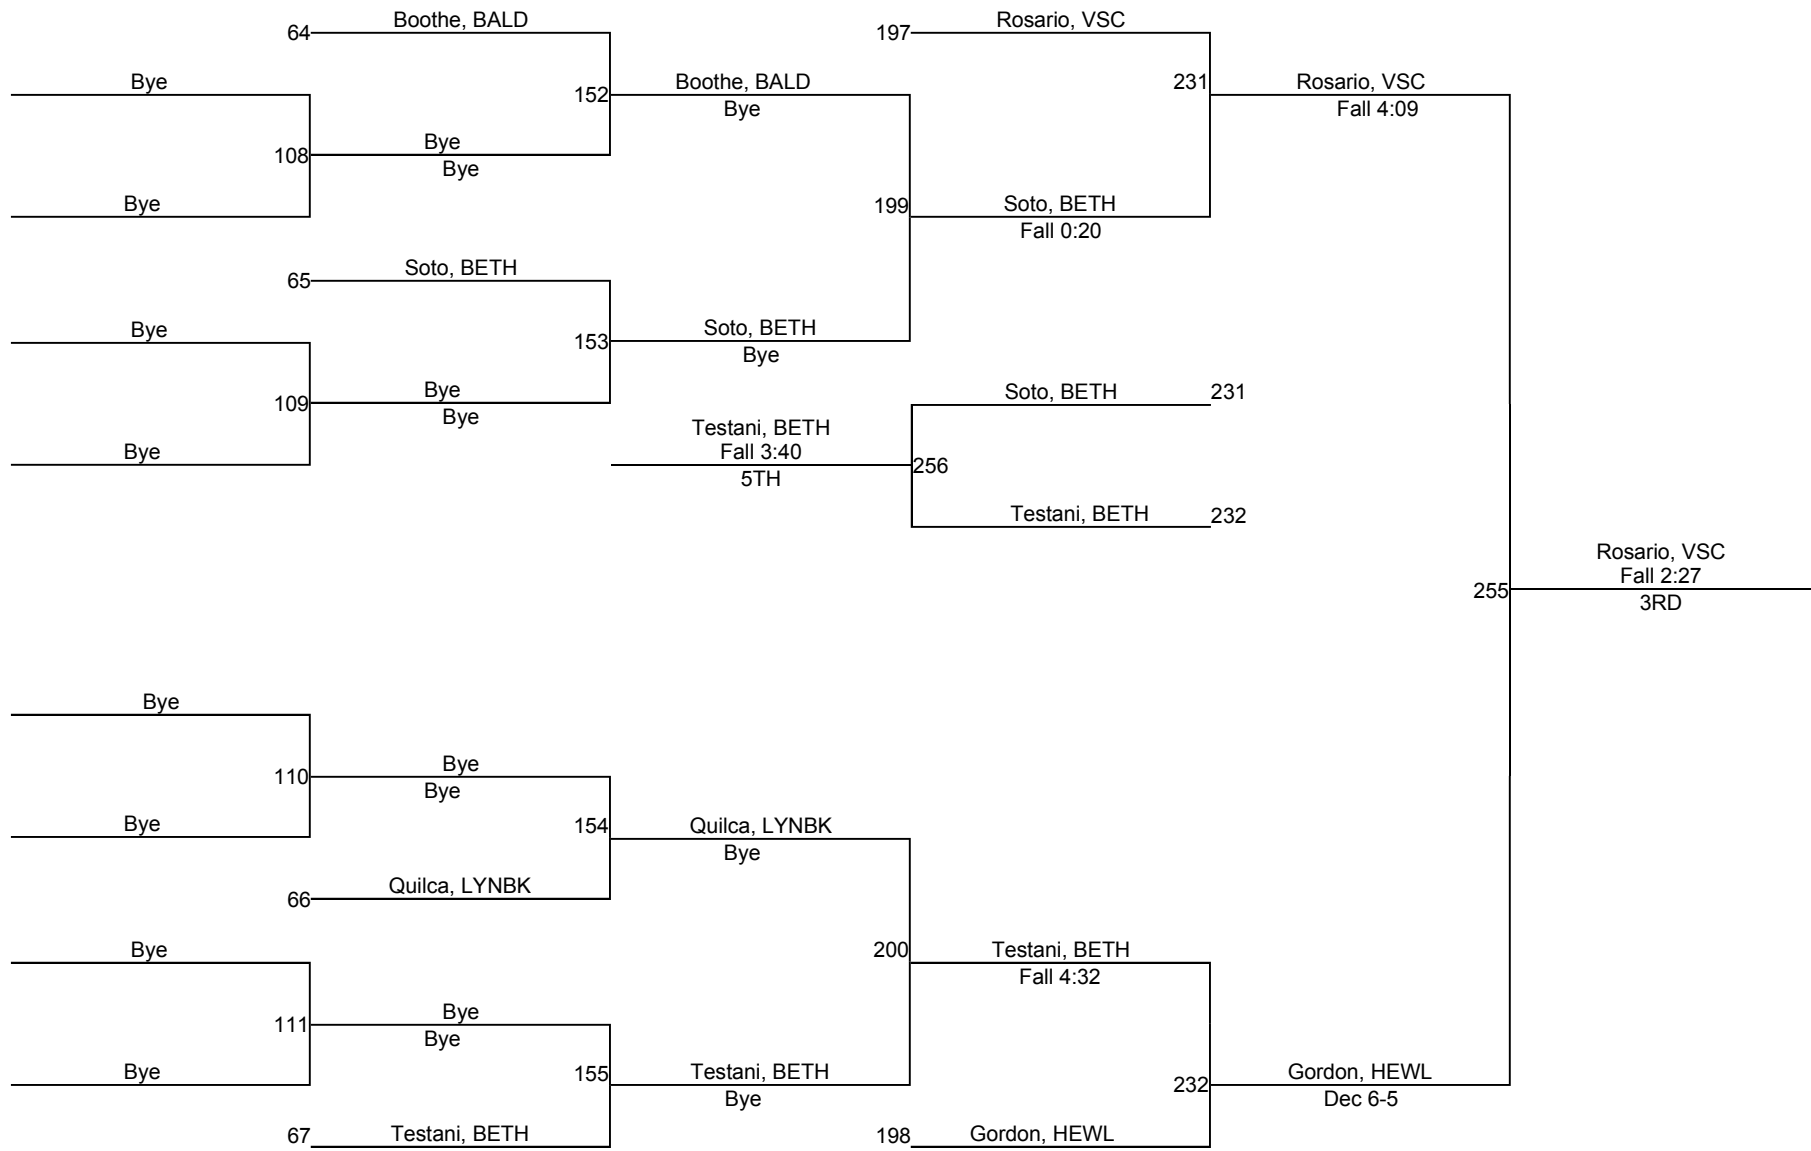 Boothe, BALD
64
Rosario, VSC
197
Bye
152
Boothe, BALD
Bye
231
Rosario, VSC
Fall 4:09
108
Bye
Bye
Bye
199
Soto, BETH
Fall 0:20
65
Soto, BETH
Bye
153
Soto, BETH
Bye
109
Bye
Bye
Soto, BETH
231
Bye
Testani, BETH
Fall 3:40
5TH
256
Testani, BETH
232
255
Rosario, VSC
Fall 2:27
3RD
Bye
110
Bye
Bye
Bye
154
Quilca, LYNBK
Bye
66
Quilca, LYNBK
Bye
200
Testani, BETH
Fall 4:32
111
Bye
Bye
Bye
155
Testani, BETH
Bye
232
Gordon, HEWL
Dec 6-5
67
Testani, BETH
198
Gordon, HEWL